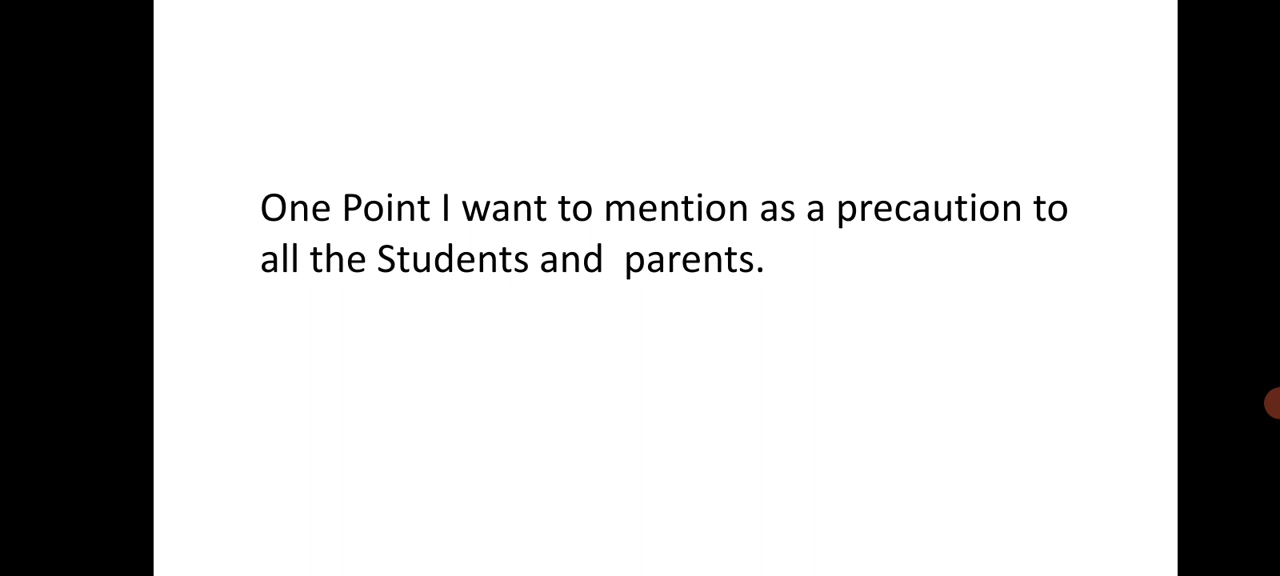 One Point I want to mention as a precaution to
all the Students and  parents.